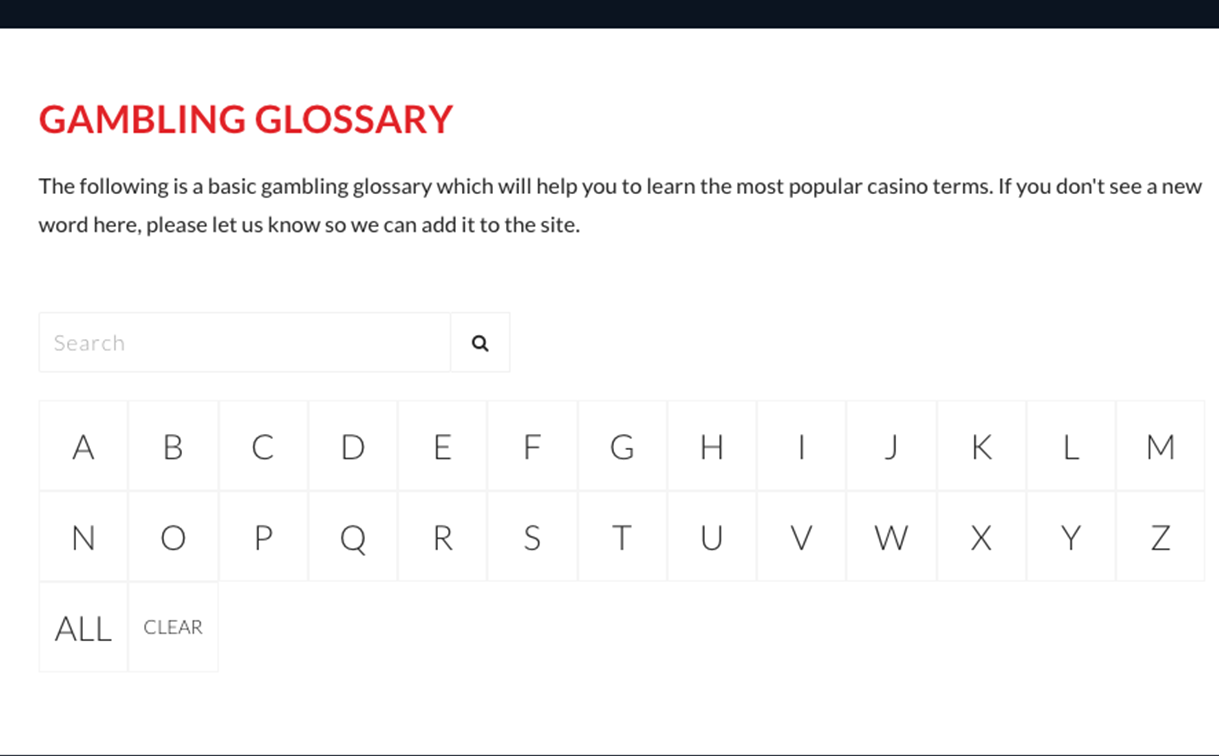 GAMBLING GLOSSARY
The following is a basic gambling glossary which will help you to learn the most popular casino terms. If you don't see a new
word here, please let us know so we can add it to the site.
Search
A B C D E F G H I J K L M
N O P Q R S T U V W X Y Z
ALL CLEAR